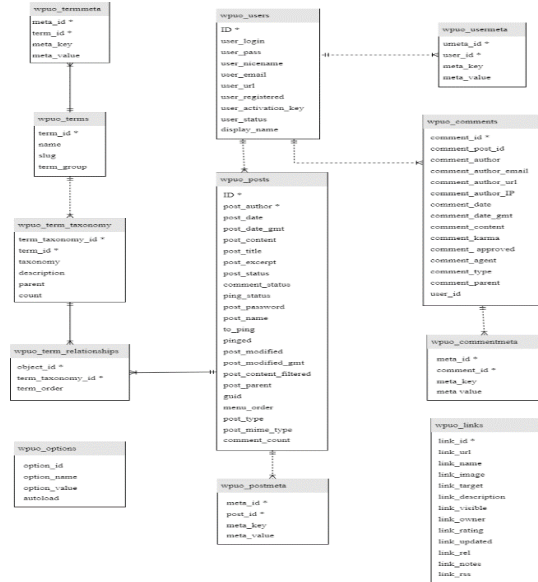 wpuo_termmeta
meta_id *
term_id *
meta_key
meta_value
wpuo_terms
term_id *
name
slug
term_group
wpuo_term_taxonomy
term_taxonomy_id *
term_id *
taxonomy
description
parent
count
wpuo_term_relationships
object_id *
term_taxonomy_id *
term_order
wpuo_options
option_id
option_name
option_value
autoload
wpuo_users
ID *
user_login
user_pass
user_nicename
user_email
user_url
user_registered
user_activation_key
user_status
display_name
wpuo_posts
ID *
post_author *
post_date
post_date_gmt
post_content
post_title
post_excerpt
post_status
comment_status
ping_status
post_password
post_name
to_ping
pinged
post_modified
post_modified_gmt
post_content_filtered
post_parent
guid
menu_order
post_type
post_mime_type
comment_count
wpuo_postmeta
meta_id *
post_id *
meta_key
meta_value
wpuo_usermeta
umeta_id *
user_id *
meta_key
meta_value
wpuo_comments
comment_id *
comment_post_id
comment_author
comment_author_email
comment_author_url
comment_author_IP
comment_date
comment_date_gmt
comment_content
comment_karma
comment_ approved
comment_agent
comment_type
comment_parent
user_id
wpuo_commentmeta
meta_id *
comment_id *
meta_key
meta value
wpuo_links
link_id *
link_url
link_name
link_image
link_target
link_description
link_visible
link_owner
link_rating
link_updated
link_rel
link_notes
link_rss